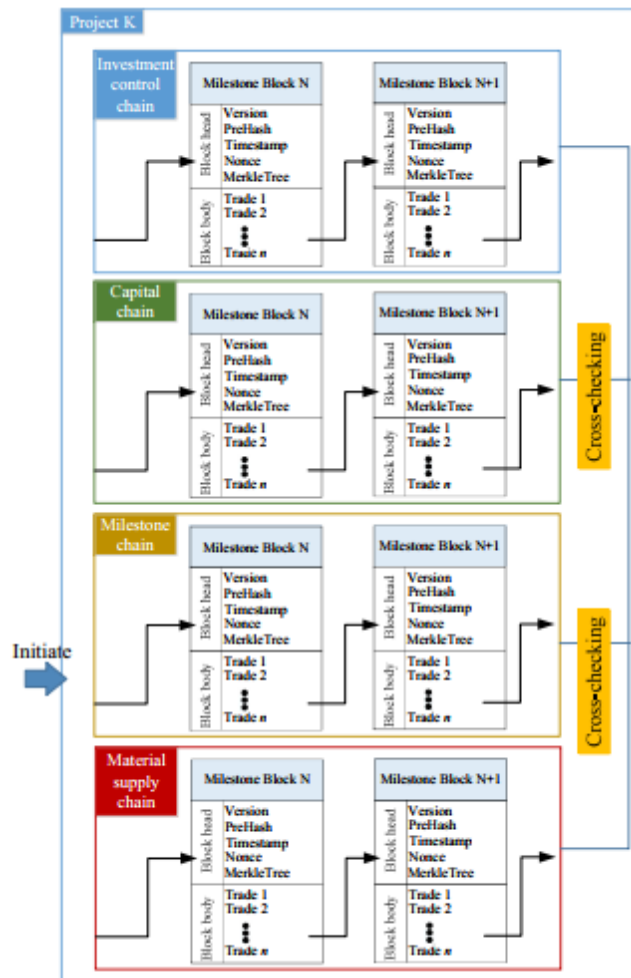 Project K
Investment
control
chain
Milestone Block N
Block head
Version
PreHash
Timestamp
Nonce
MerkleTree
Block body
Trade 1
Trade 2
Trade n
Milestone Block N+1
Block head
Version
PreHash
Timestamp
Nonce
MerkleTree
Block body
Trade 1
Trade 2
Trade n
Capital
chain
Milestone Block N
Block head
Version
PreHash
Timestamp
Nonce
MerkleTree
Block body
Trade 1
Trade 2
Trade n
Milestone Block N+1
Block head
Version
PreHash
Timestamp
Nonce
MerkleTree
Block body
Trade 1
Trade 2
Trade n
Cross-checking
Milestone
chain
Milestone Block N
Block head
Version
PreHash
Timestamp
Nonce
MerkleTree
Block body
Trade 1
Trade 2
Trade n
Milestone Block N+1
Block head
Version
PreHash
Timestamp
Nonce
MerkleTree
Block body
Trade 1
Trade 2
Trade n
Cross-checking
Initiate
Material
supply
chain
Milestone Block N
Block head
Version
PreHash
Timestamp
Nonce
MerkleTree
Block body
Trade 1
Trade 2
Trade n
Milestone Block N+1
Block head
Version
PreHash
Timestamp
Nonce
MerkleTree
Block body
Trade 1
Trade 2
Trade n